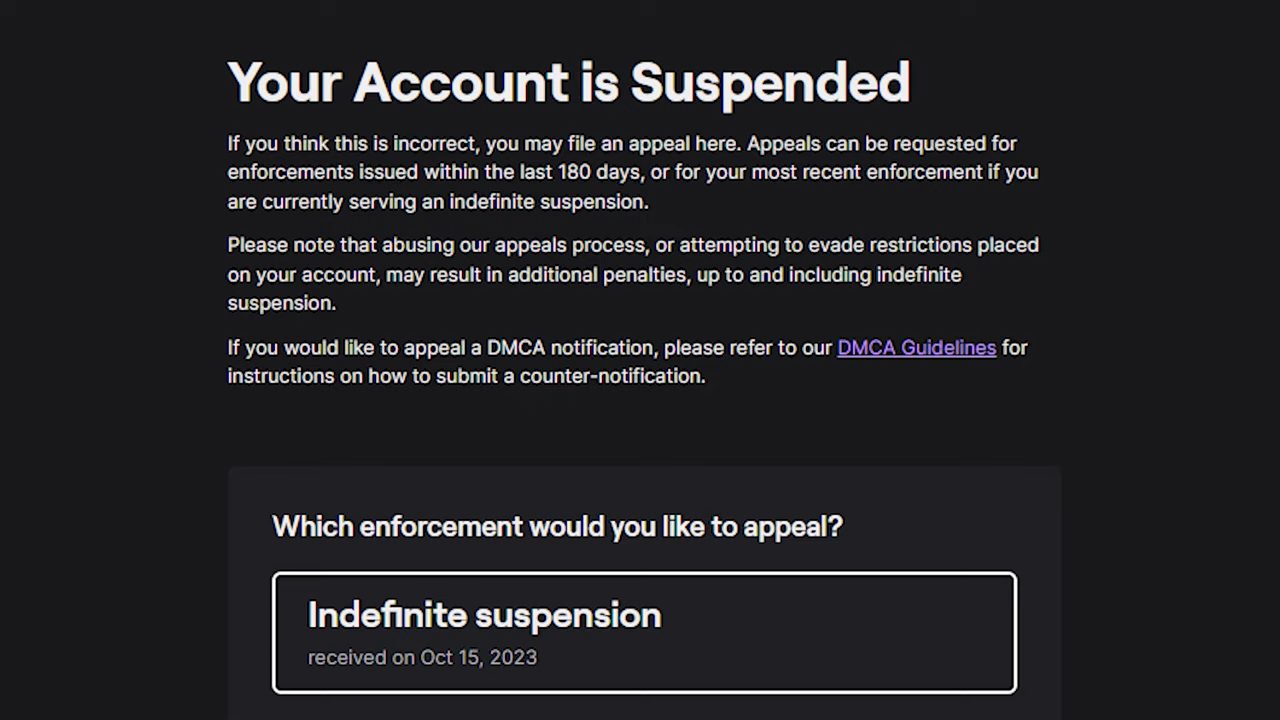 Your Account is Suspended
If you think this is incorrect, you may file an appeal here. Appeals can be requested for
enforcements issued within the last 180 days, or for your most recent enforcement if you
are currently serving an indefinite suspension.
Please note that abusing our appeals process, or attempting to evade restrictions placed
on your account, may result in additional penalties, up to and including indefinite
suspension.
If you would like to appeal a DMCA notification, please refer to our DMCA Guidelines for
instructions on how to submit a counter-notification.
Which enforcement would you like to appeal?
Indefinite suspension
received on Oct 15, 2023